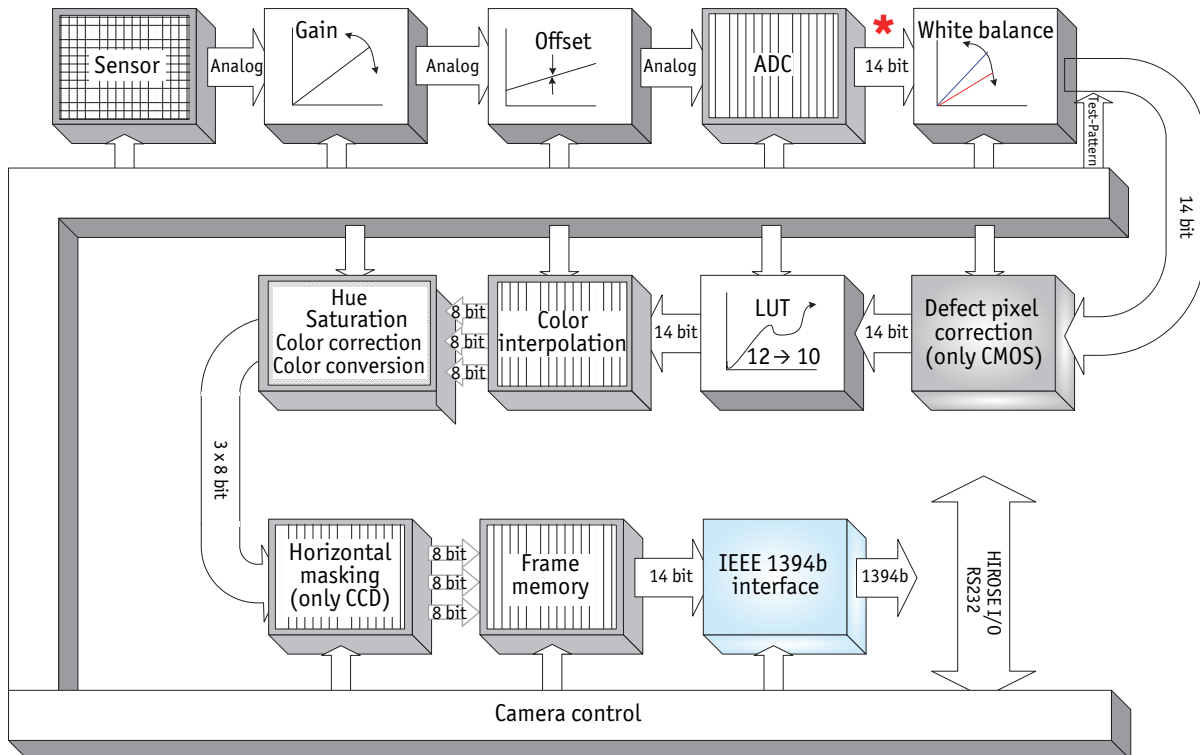 Sensor
Analog
Gain
Analog
Offset
Analog
ADC
*
14 bit
White balance
Test-Pattern
14 bit
Defect pixel
correction
(only CMOS)
14 bit
LUT
12 → 10
14 bit
Color
interpolation
8 bit
8 bit
8 bit
Hue
Saturation
Color correction
Color conversion
3 x 8 bit
Horizontal
masking
(only CCD)
8 bit
8 bit
8 bit
Frame
memory
14 bit
IEEE 1394b
interface
1394b
HIROSE I/O
RS232
Camera control